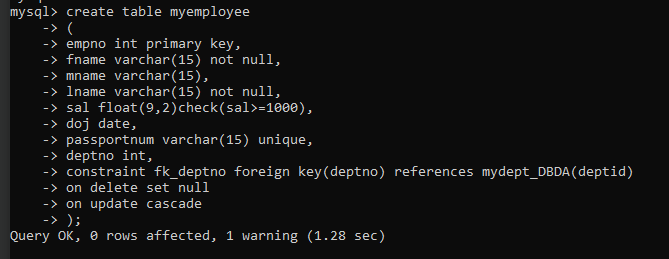 mysql> create table myemployee
-> (
-> empno int primary key,
-> fname varchar(15) not null,
-> mname varchar(15),
-> lname varchar(15) not null,
-> sal float(9,2)check(sal>=1000),
-> doj date,
-> passportnum varchar(15) unique,
-> deptno int,
-> constraint fk_deptno foreign key(deptno) references mydept_DBDA(deptid)
-> on delete set null
-> on update cascade
-> );
Query OK, 0 rows affected, 1 warning (1.28 sec)